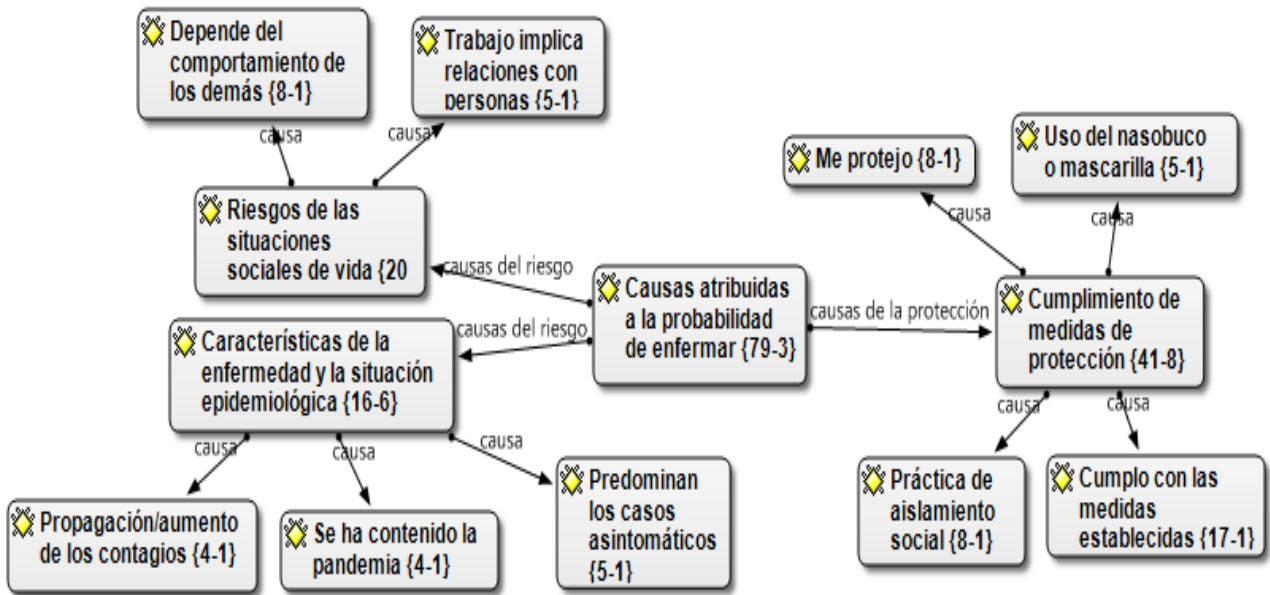 Depende del
comportamiento de
los demás {8-1}
Trabajo implica
relaciones con
personas {5-1}
causa
causa
Me protejo {8-1}
Uso del nasobuco
o mascarilla {5-1}
causa
causa
Riesgos de las
situaciones
sociales de vida {20
causas del riesgo
Causas atribuidas
a la probabilidad
de enfermar {79-3}
causas de la protección
Cumplimiento de
medidas de
protección {41-8}
causas del riesgo
Características de la
enfermedad y la situación
epidemiológica {16-6}
causa
causa
causa
causa
causa
Propagación/aumento
de los contagios {4-1}
Se ha contenido la
pandemia {4-1}
Predominan
los casos
asintomáticos
{5-1}
Práctica de
aislamiento
social {8-1}
Cumplo con las
medidas
establecidas {17-1}